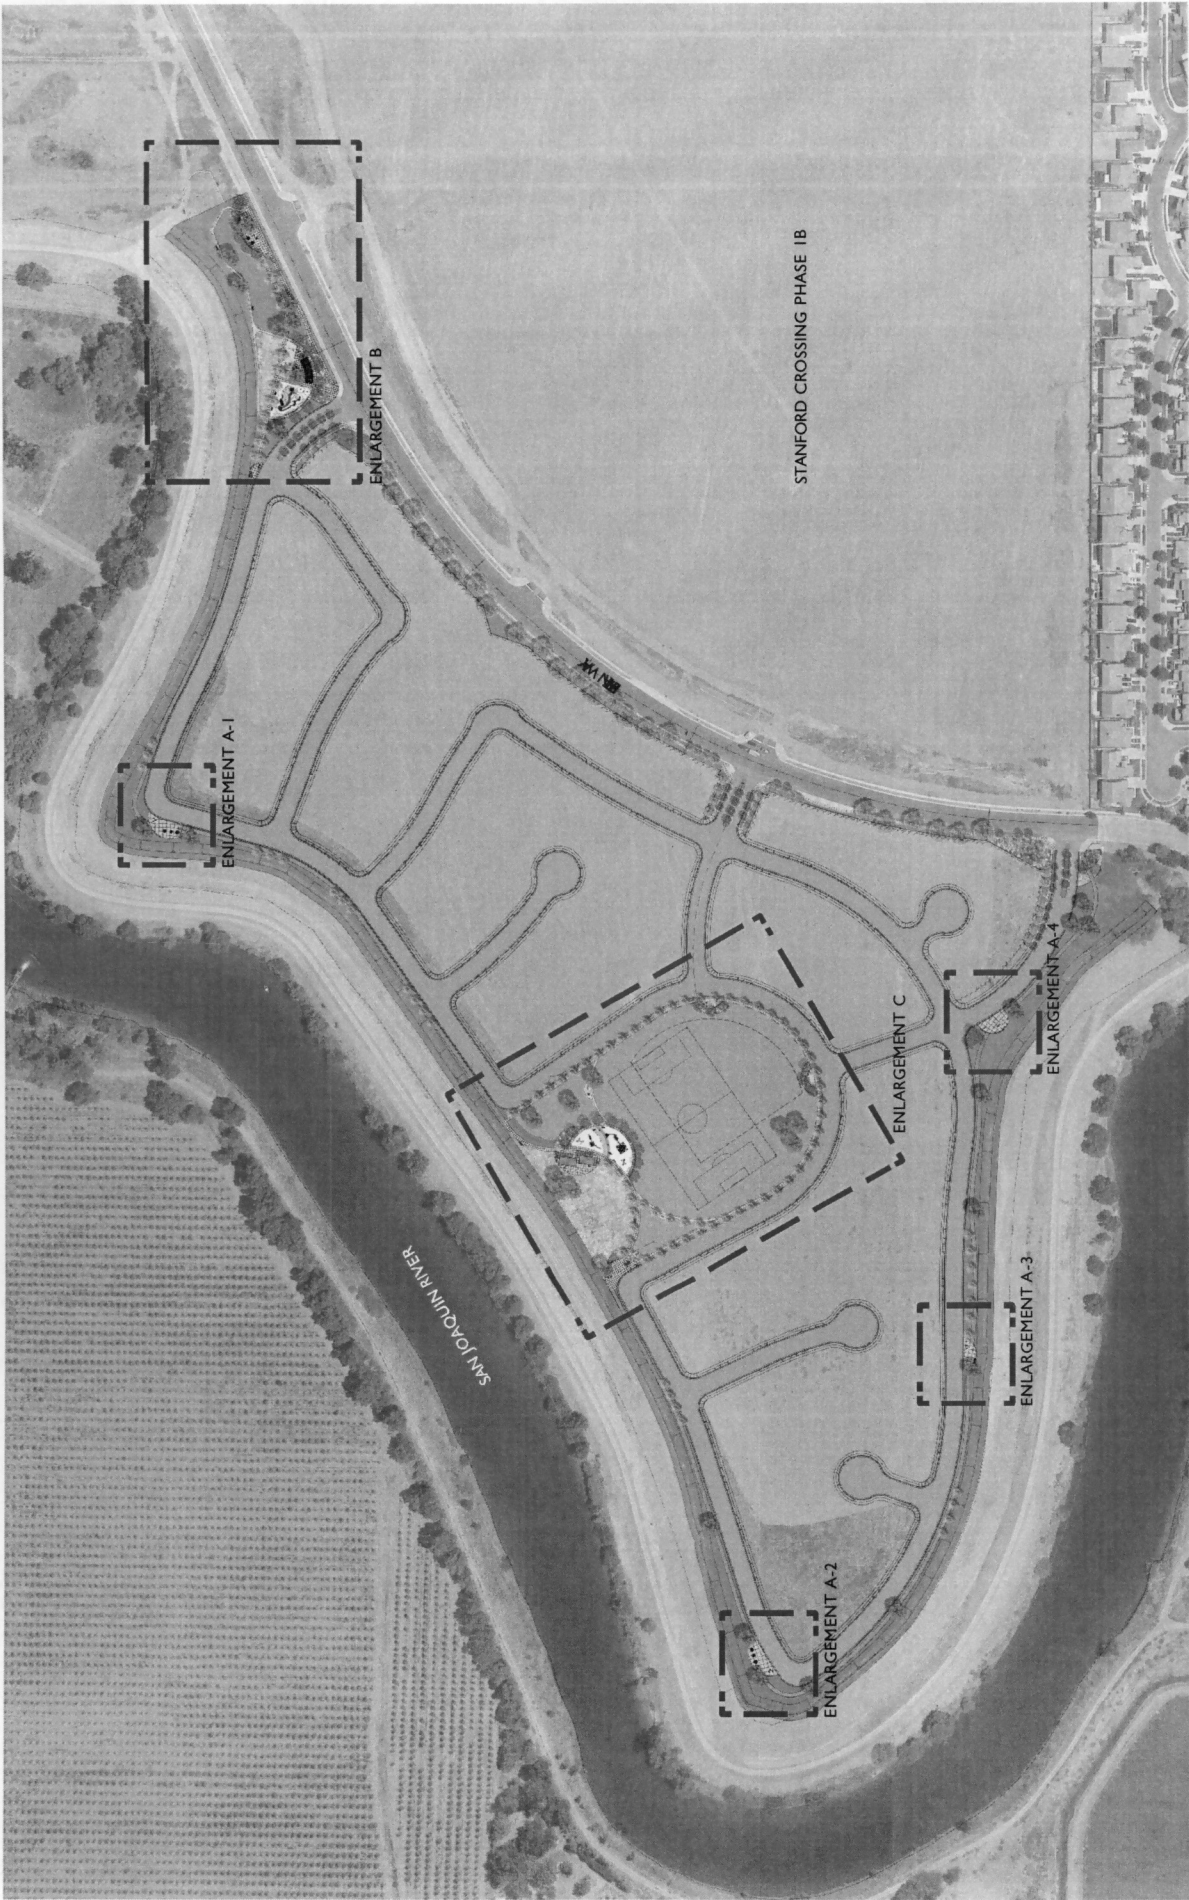 ENLARGEMENT B
STANFORD CROSSING PHASE 1B
ENLARGEMENT A-1
ENLARGEMENT C
ENLARGEMENT A-4
SAN JOAQUIN RIVER
ENLARGEMENT A-3
ENLARGEMENT A-2